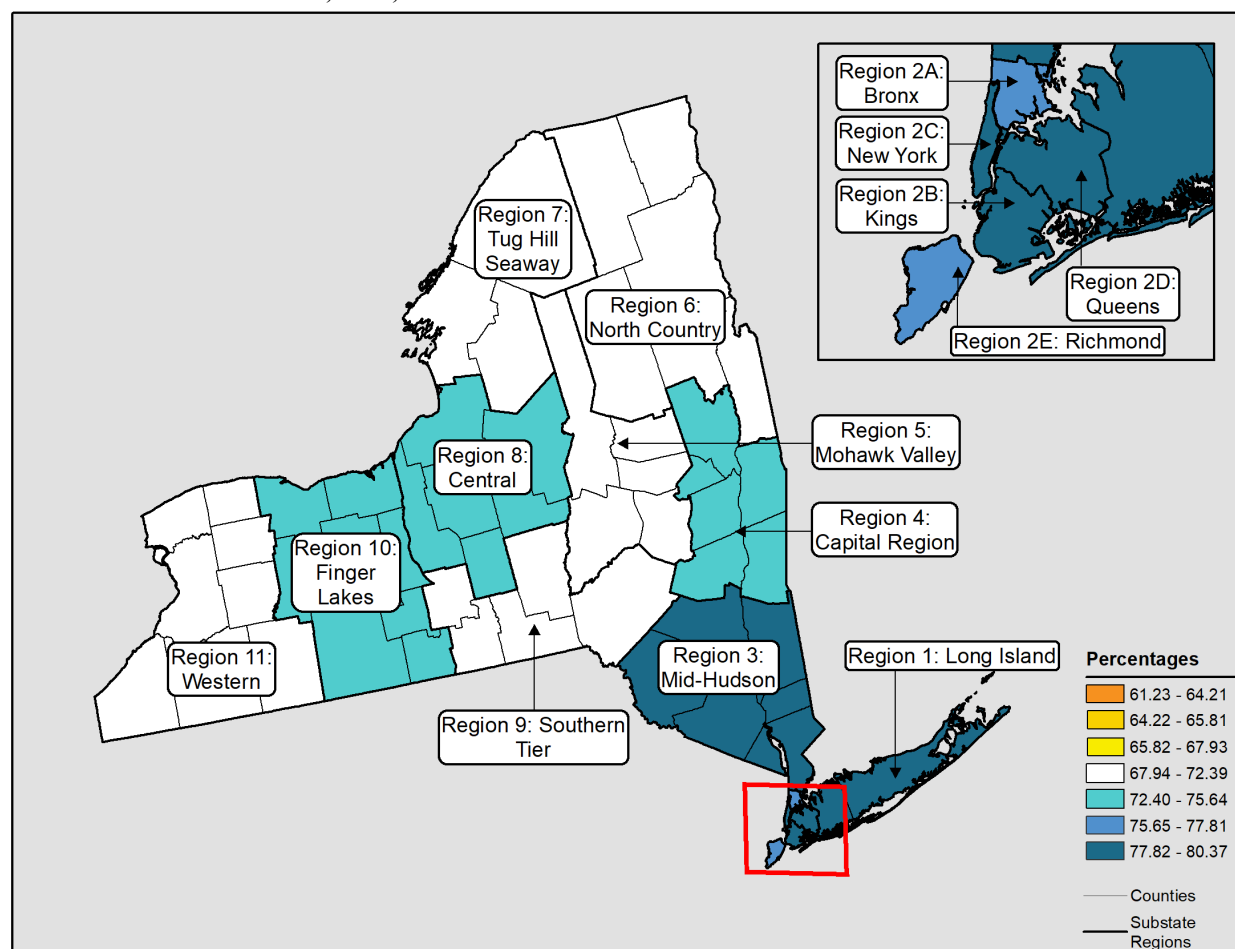 Region 2A:
Bronx
Region 2C:
New York
Region 2B:
Kings
Region 2D:
Queens
Region 2E: Richmond
Region 7:
Tug Hill
Seaway
Region 6:
North Country
Region 5:
Mohawk Valley
Region 8:
Central
Region 4:
Capital Region
Region 10:
Finger
Lakes
Region 11:
Western
Region 3:
Mid-Hudson
Region 1: Long Island
Region 9: Southern
Tier
Percentages
61.23 - 64.21
64.22 - 65.81
65.82 - 67.93
67.94 - 72.39
72.40 - 75.64
75.65 - 77.81
77.82 - 80.37
Counties
Substate
Regions